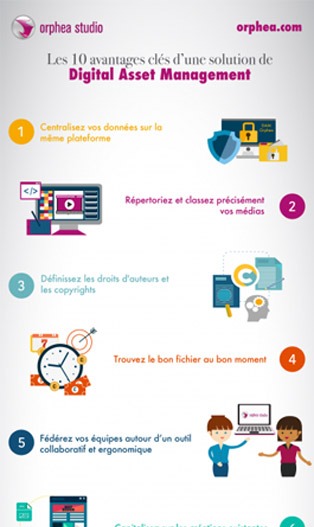 orphea studio
orphea.com
Les 10 avantages clés d'une solution de
Digital Asset Management
1
Centralisez vos données sur la
même plateforme
Répertoriez et classez précisément
vos médias
2
3
Définissez les droits d'auteurs et
les copyrights
Trouvez le bon fichier au bon moment
4
5
Fédérez vos équipes autour d'un outil
collaboratif et ergonomique